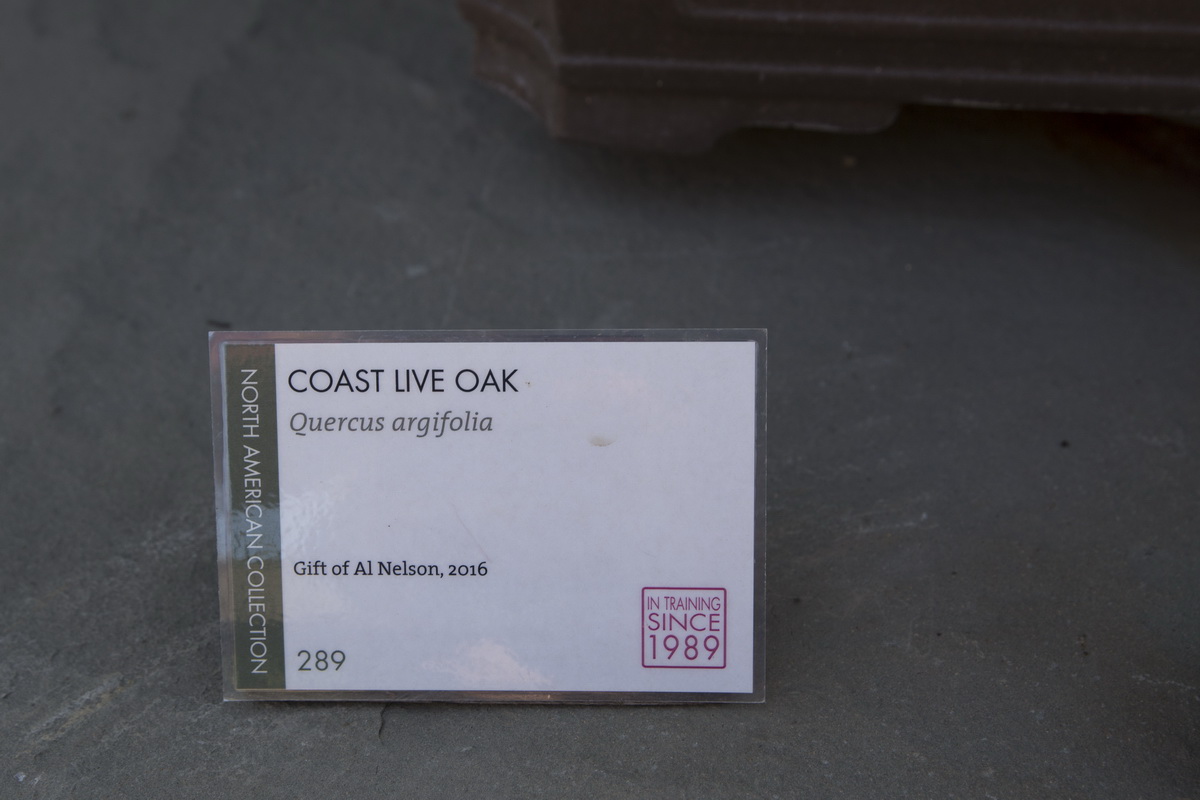 NORTH AMERICAN COLLECTION
COAST LIVE OAK
Quercus argifolia
Gift of Al Nelson, 2016
289
IN TRAINING
SINCE
1989